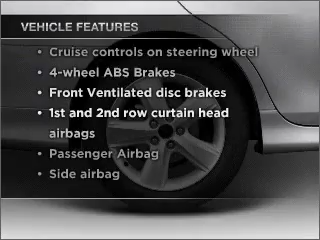 VEHICLE FEATURES
• Cruise controls on steering wheel
• 4-wheel ABS Brakes
• Front Ventilated disc brakes
• 1st and 2nd row curtain head
airbags
• Passenger Airbag
• Side airbag